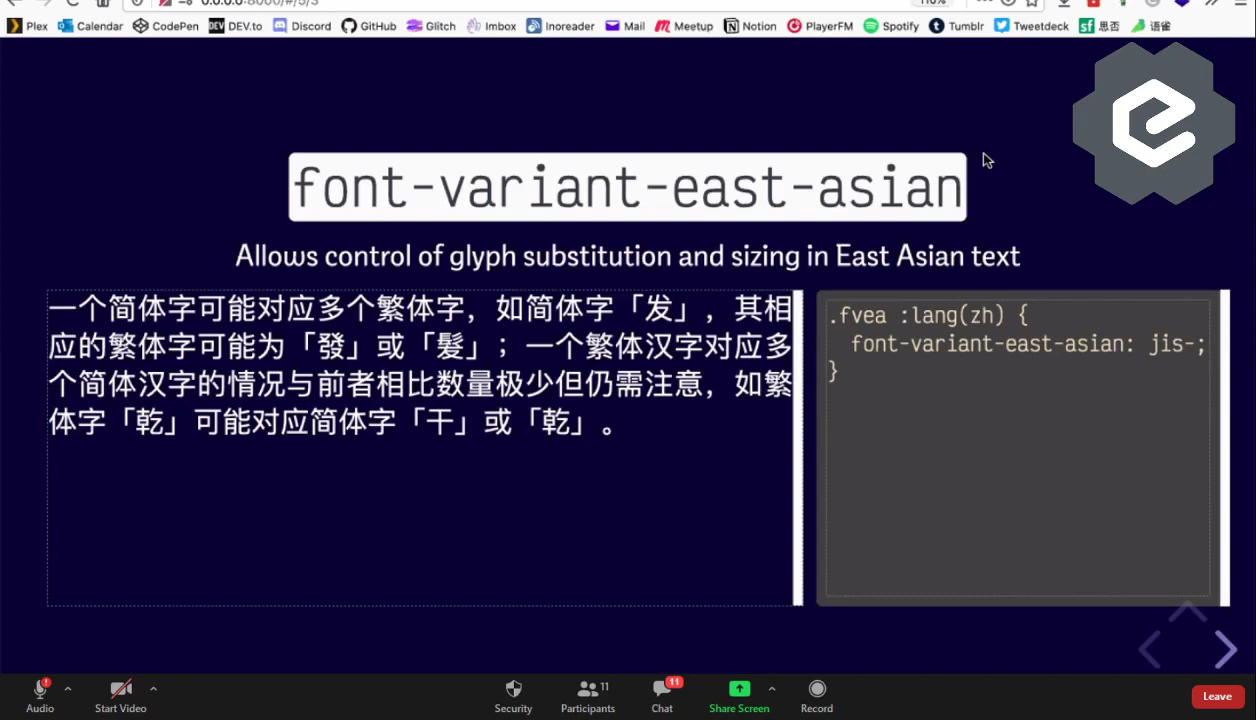 110%
Plex Calendar CodePen DEV.to Discord GitHub Glitch Imbox Inoreader Mail Meetup Notion PlayerFM Spotify Tumblr Tweetdeck 思否 语雀
font-variant-east-asian
Allows control of glyph substitution and sizing in East Asian text
一个简体字可能对应多个繁体字，如简体字「发」，其相
应的繁体字可能为「發」或「髮」；一个繁体汉字对应多
个简体汉字的情况与前者相比数量极少但仍需注意，如繁
体字「乾」可能对应简体字「干」或「乾」。
.fvea :lang(zh) {
font-variant-east-asian: jis-;
}
Audio Start Video Security Participants 11 Chat 11 Share Screen Record Leave